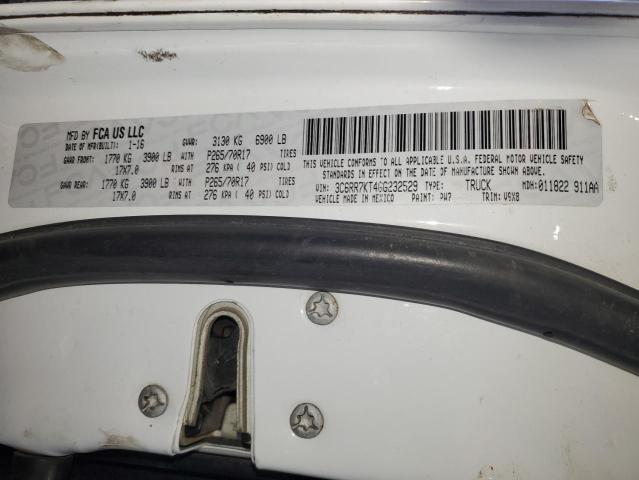 MFD BY FCA US LLC
DATE OF MFR(BUILT): 1-16 GVWR: 3130 KG 6900 LB
GAWR FRONT: 1770 KG 3900 LB WITH P265/70R17 TIRES
17X7.0 RIMS AT 276 KPA ( 40 PSI) COLD
GAWR REAR: 1770 KG 3900 LB WITH P265/70R17 TIRES
17X7.0 RIMS AT 276 KPA ( 40 PSI) COLD
THIS VEHICLE CONFORMS TO ALL APPLICABLE U.S.A. FEDERAL MOTOR VEHICLE SAFETY
STANDARDS IN EFFECT ON THE DATE OF MANUFACTURE SHOWN ABOVE.
VIN: 3C6RR7KT4GG232529 TYPE: TRUCK MDH: 011822 911AA
VEHICLE MADE IN MEXICO PAINT: PW7 TRIM: V9X8